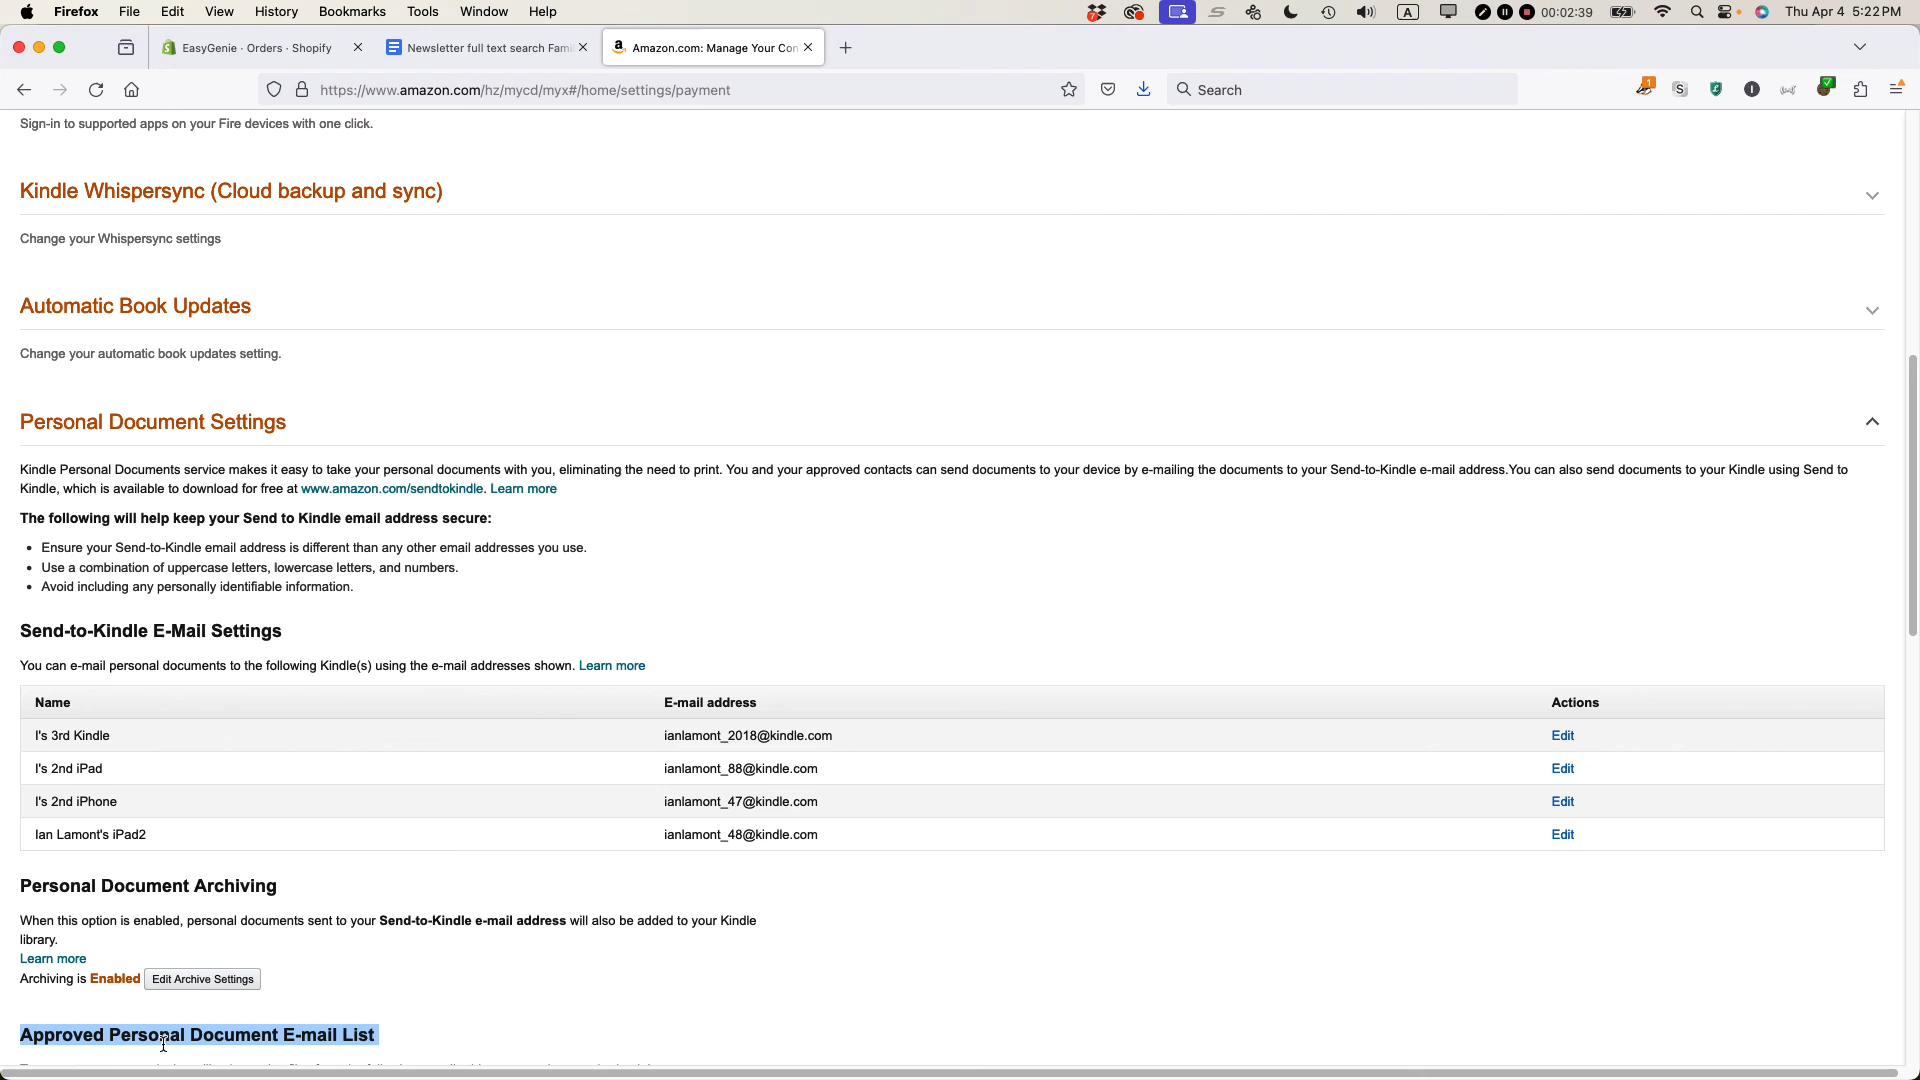 Firefox File Edit View History Bookmarks Tools Window Help 7 A 00:02:39 Thu Apr 4 5:22 PM
EasyGenie · Orders · Shopify Newsletter full text search Fami Amazon.com: Manage Your Con
https://www.amazon.com/hz/mycd/myx#/home/settings/payment Search 1 S
Sign-in to supported apps on your Fire devices with one click.
Kindle Whispersync (Cloud backup and sync)
Change your Whispersync settings
Automatic Book Updates
Change your automatic book updates setting.
Personal Document Settings
Kindle Personal Documents service makes it easy to take your personal documents with you, eliminating the need to print. You and your approved contacts can send documents to your device by e-mailing the documents to your Send-to-Kindle e-mail address.You can also send documents to your Kindle using Send to
Kindle, which is available to download for free at www.amazon.com/sendtokindle. Learn more
The following will help keep your Send to Kindle email address secure:
• Ensure your Send-to-Kindle email address is different than any other email addresses you use.
• Use a combination of uppercase letters, lowercase letters, and numbers.
• Avoid including any personally identifiable information.
Send-to-Kindle E-Mail Settings
You can e-mail personal documents to the following Kindle(s) using the e-mail addresses shown. Learn more
Name E-mail address Actions
I's 3rd Kindle ianlamont_2018@kindle.com Edit
I's 2nd iPad ianlamont_88@kindle.com Edit
I's 2nd iPhone ianlamont_47@kindle.com Edit
Ian Lamont's iPad2 ianlamont_48@kindle.com Edit
Personal Document Archiving
When this option is enabled, personal documents sent to your Send-to-Kindle e-mail address will also be added to your Kindle
library.
Learn more
Archiving is Enabled Edit Archive Settings
Approved Personal Document E-mail List